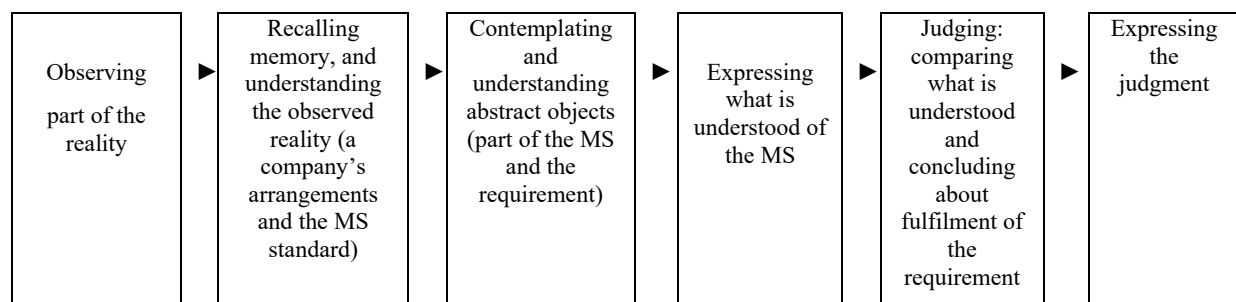 Observing
part of the
reality
Recalling
memory, and
understanding
the observed
reality (a
company’s
arrangements
and the MS
standard)
Contemplating
and
understanding
abstract objects
(part of the MS
and the
requirement)
Expressing
what is
understood of
the MS
Judging:
comparing
what is
understood
and
concluding
about
fulfilment of
the
requirement
Expressing
the
judgment